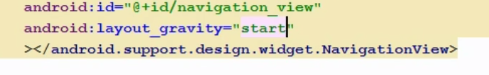 android:id="@+id/navigation_view"
android:layout_gravity="start"
></android.support.design.widget.NavigationView>